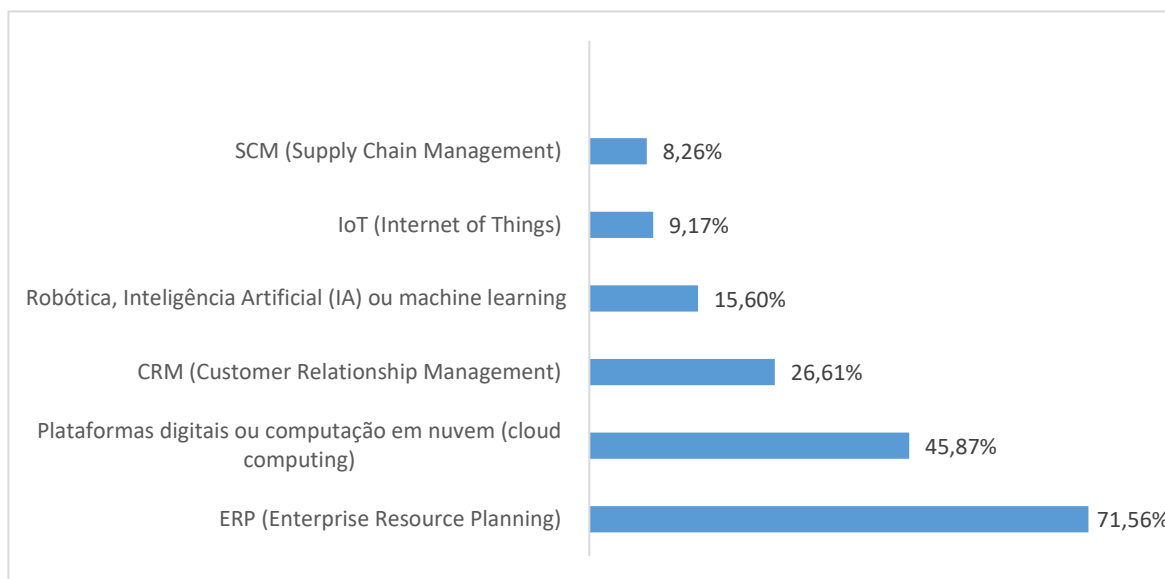 SCM (Supply Chain Management)
8,26%
IoT (Internet of Things)
9,17%
Robótica, Inteligência Artificial (IA) ou machine learning
15,60%
CRM (Customer Relationship Management)
26,61%
Plataformas digitais ou computação em nuvem (cloud
computing)
45,87%
ERP (Enterprise Resource Planning)
71,56%